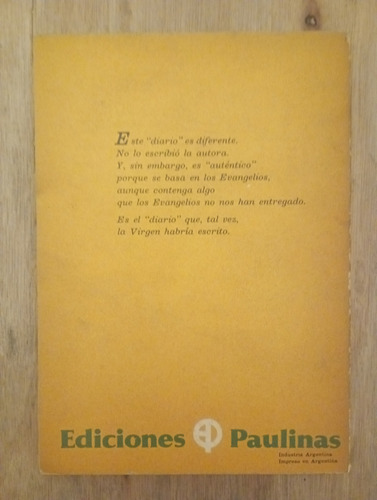 Este "diario" es diferente.
No lo escribió la autora.
Y, sin embargo, es "auténtico"
porque se basa en los Evangelios,
aunque contenga algo
que los Evangelios no nos han entregado.
Es el "diario" que, tal vez,
la Virgen habría escrito.
Ediciones EP Paulinas
Industria Argentina
Impreso en Argentina